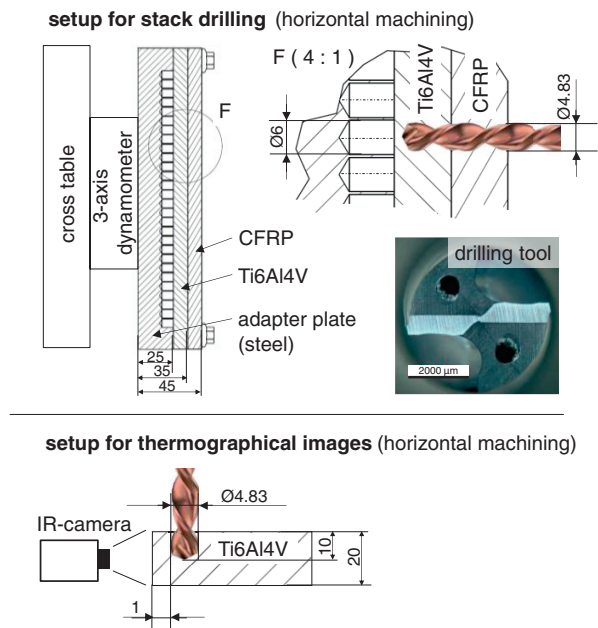 setup for stack drilling (horizontal machining)
F ( 4 : 1 )
F
cross table
3-axis
dynamometer
Ø6
Ti6Al4V
CFRP
Ø4.83
CFRP
Ti6Al4V
adapter plate
(steel)
25
35
45
drilling tool
2000 µm
setup for thermographical images (horizontal machining)
IR-camera
Ø4.83
Ti6Al4V
10
20
1